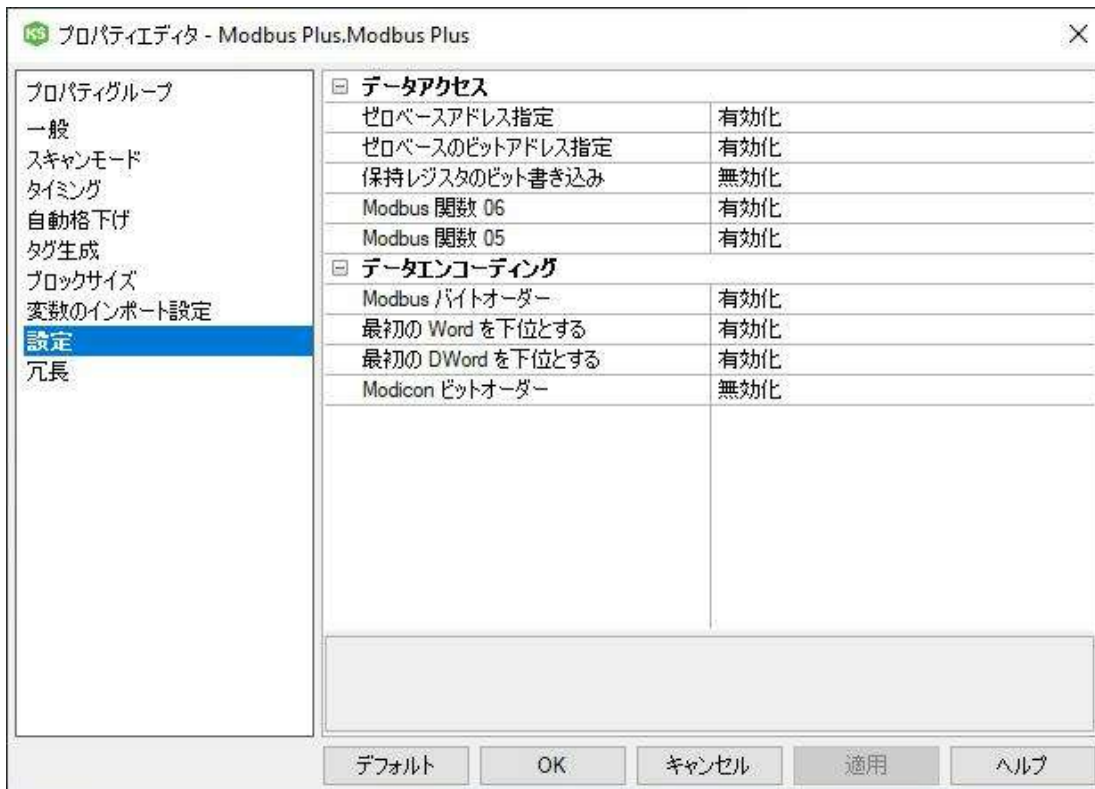 KS プロパティエディタ - Modbus Plus.Modbus Plus
プロパティグループ
一般
スキャンモード
タイミング
自動格下げ
タグ生成
ブロックサイズ
変数のインポート設定
設定
冗長
データアクセス
ゼロベースアドレス指定 有効化
ゼロベースのビットアドレス指定 有効化
保持レジスタのビット書き込み 無効化
Modbus 関数 06 有効化
Modbus 関数 05 有効化
データエンコーディング
Modbus バイトオーダー 有効化
最初の Word を下位とする 有効化
最初の DWord を下位とする 有効化
Modicon ビットオーダー 無効化
デフォルト OK キャンセル 適用 ヘルプ